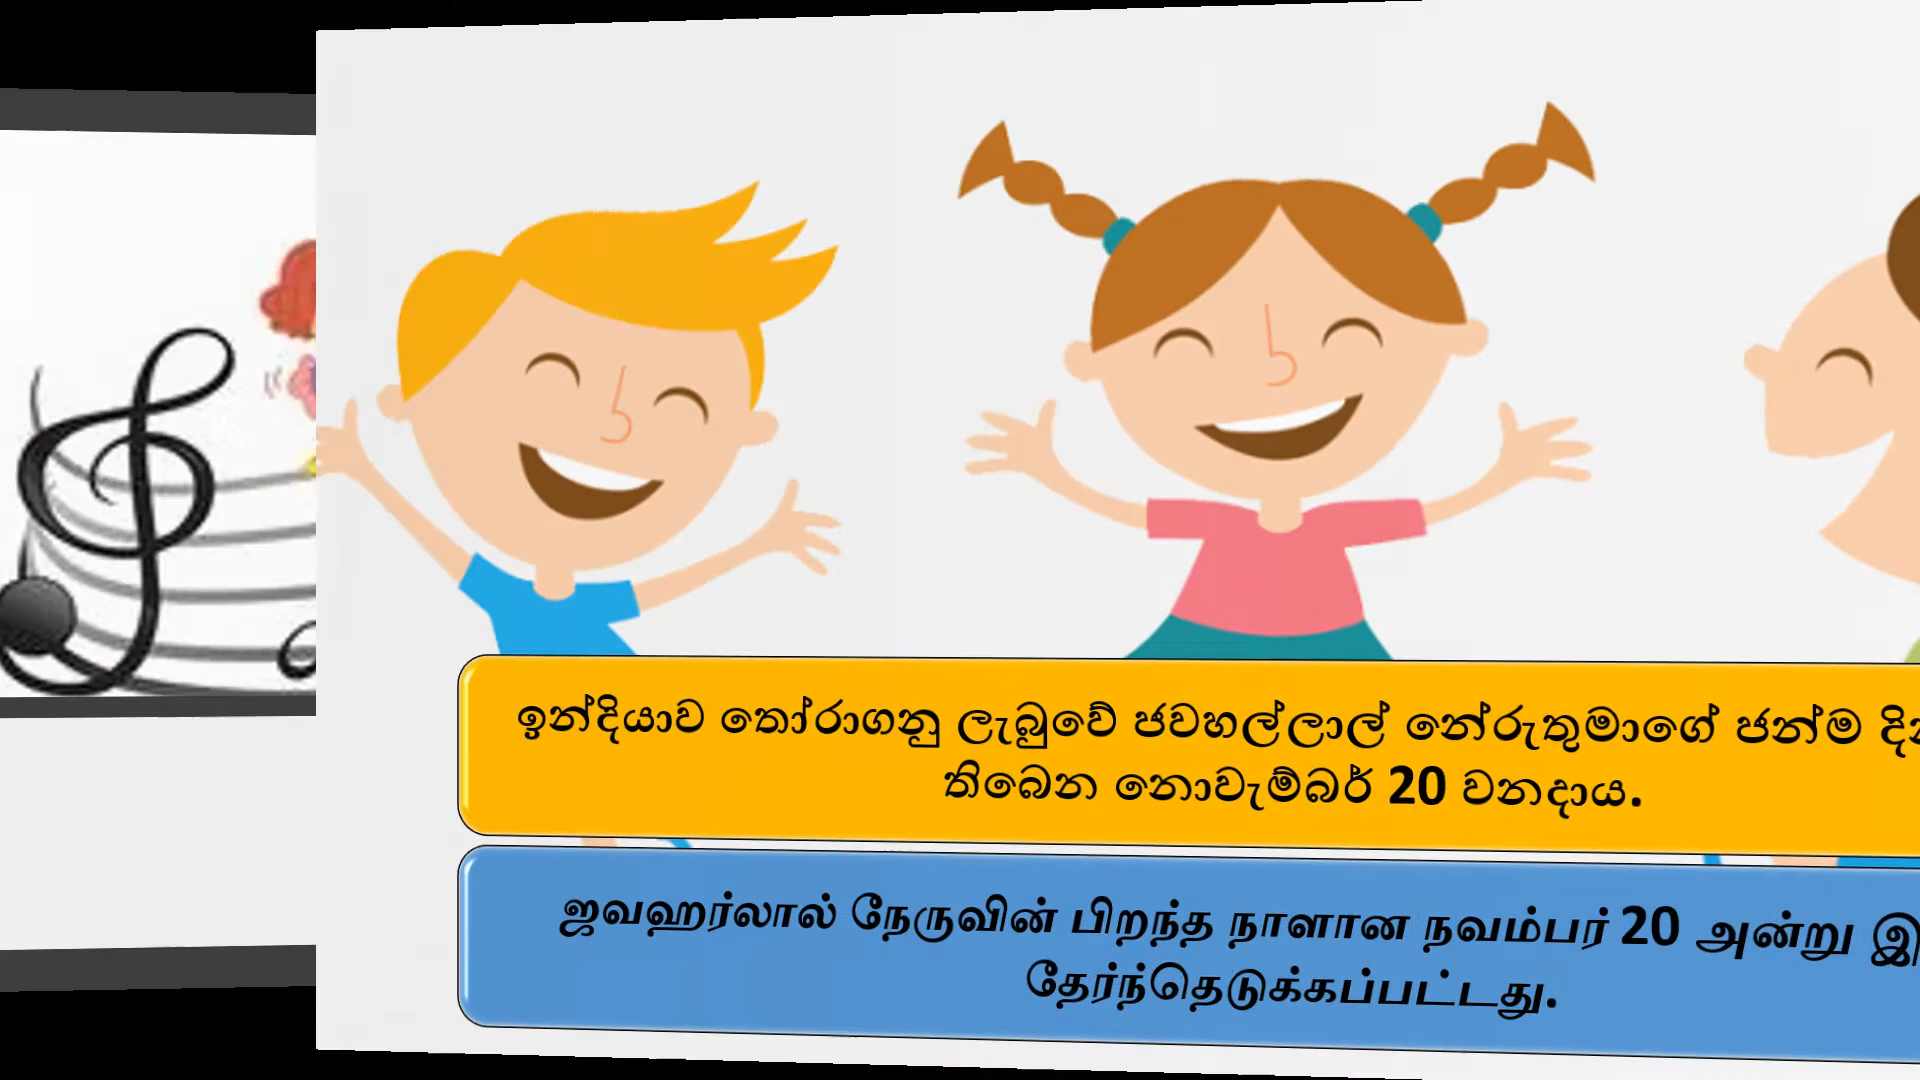 ඉන්දියාව තෝරාගනු ලැබුවේ ජවහල්ලාල් නේරුතුමාගේ ජන්ම
තිබෙන නොවැම්බර් 20 වනදාය.
ஜவஹர்லால் நேருவின் பிறந்த நாளான நவம்பர் 20 அன்று
தேர்ந்தெடுக்கப்பட்டது.